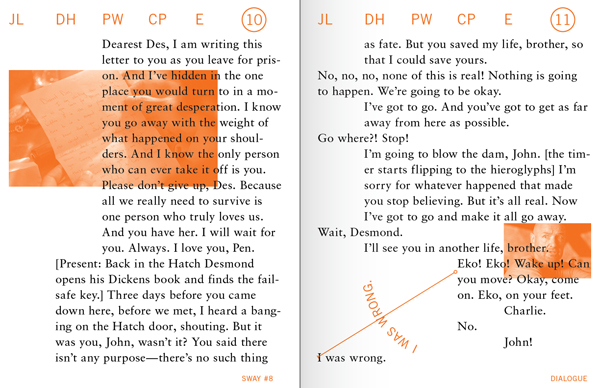 JL DH PW CP E 10
Dearest Des, I am writing this
letter to you as you leave for pris-
on. And I've hidden in the one
place you would turn to in a mo-
ment of great desperation. I know
you go away with the weight of
what happened on your shoul-
ders. And I know the only person
who can ever take it off is you.
Please don't give up, Des. Because
all we really need to survive is
one person who truly loves us.
And you have her. I will wait for
you. Always. I love you, Pen.
[Present: Back in the Hatch Desmond
opens his Dickens book and finds the fail-
safe key.] Three days before you came
down here, before we met, I heard a bang-
ing on the Hatch door, shouting. But it
was you, John, wasn't it? You said there
isn't any purpose—there's no such thing
SWAY #8
JL DH PW CP E 11
as fate. But you saved my life, brother, so
that I could save yours.
No, no, no, none of this is real! Nothing is going
to happen. We're going to be okay.
I've got to go. And you've got to get as far
away from here as possible.
Go where?! Stop!
I'm going to blow the dam, John. [the tim-
er starts flipping to the hieroglyphs] I'm
sorry for whatever happened that made
you stop believing. But it's all real. Now
I've got to go and make it all go away.
Wait, Desmond.
I'll see you in another life, brother.
Eko! Eko! Wake up! Can
you move? Okay, come
on. Eko, on your feet.
Charlie.
No.
John!
I was wrong.
I WAS WRONG.
DIALOGUE